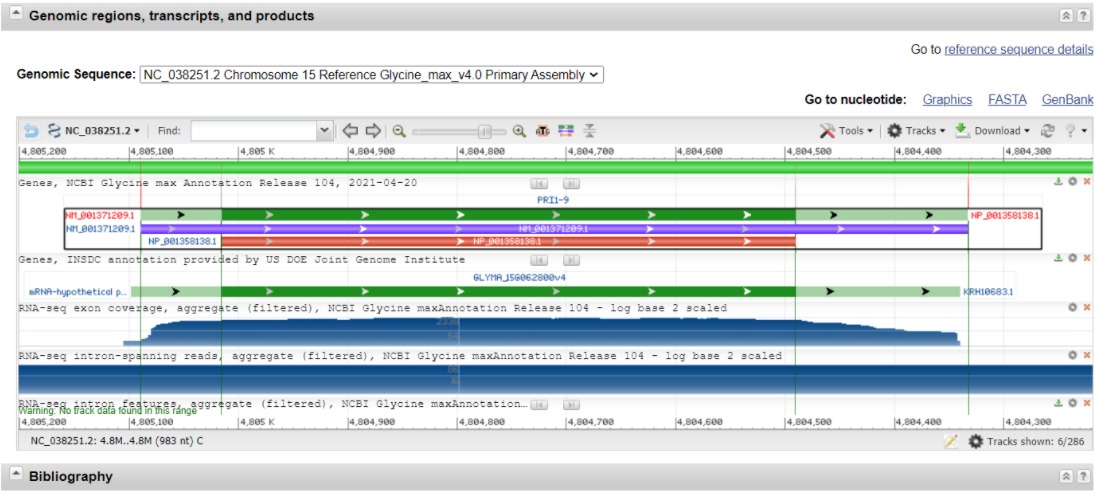 Genomic regions, transcripts, and products
Go to reference sequence details
Genomic Sequence: NC_038251.2 Chromosome 15 Reference Glycine_max_v4.0 Primary Assembly
Go to nucleotide: Graphics FASTA GenBank
NC_038251.2 Find: Tools Tracks Download ?
4,805,200 4,805,100 4,805 K 4,804,900 4,804,800 4,804,700 4,804,600 4,804,500 4,804,400 4,804,300
Genes, NCBI Glycine max Annotation Release 104, 2021-04-20
PRI1-9
NM_001371209.1 NP_001358138.1
NM_001371209.1 NM_001371209.1
NP_001358138.1 NP_001358138.1
Genes, INSDC annotation provided by US DOE Joint Genome Institute
GLYMA_15G062800v4
mRNA-hypothetical p... KRH10683.1
RNA-seq exon coverage, aggregate (filtered), NCBI Glycine maxAnnotation Release 104 - log base 2 scaled
RNA-seq intron-spanning reads, aggregate (filtered), NCBI Glycine maxAnnotation Release 104 - log base 2 scaled
RNA-seq intron features, aggregate (filtered), NCBI Glycine maxAnnotation...
Warning: No track data found in this range
4,805,200 4,805,100 4,805 K 4,804,900 4,804,800 4,804,700 4,804,600 4,804,500 4,804,400 4,804,300
NC_038251.2: 4.8M..4.8M (983 nt) C Tracks shown: 6/286
Bibliography